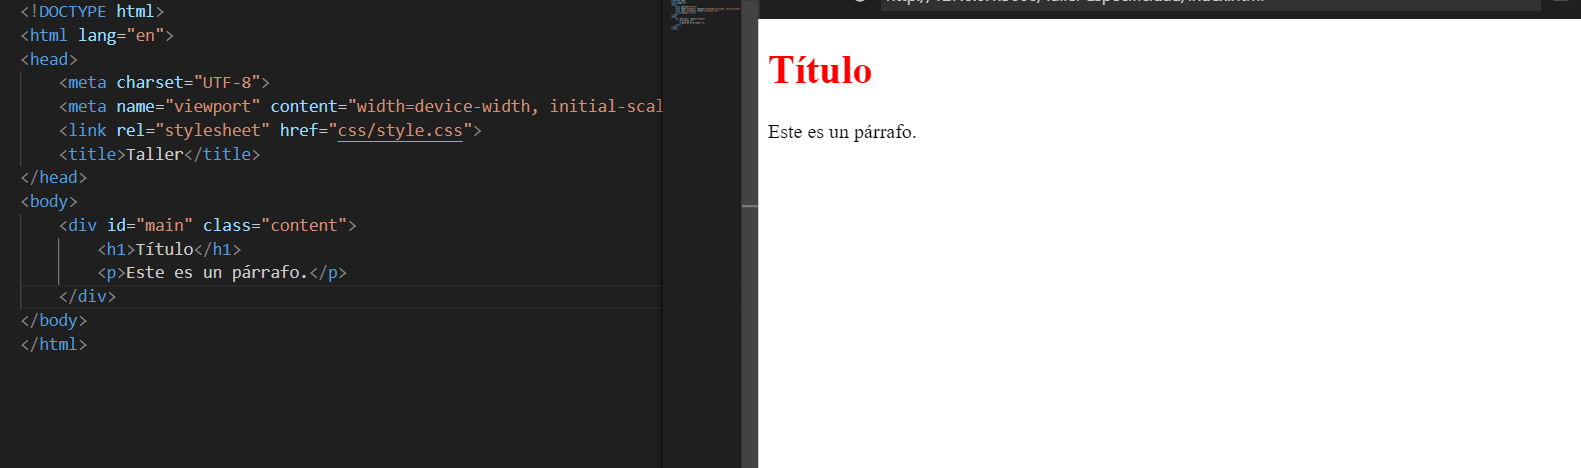 <!DOCTYPE html>
<html lang="en">
<head>
<meta charset="UTF-8">
<meta name="viewport" content="width=device-width, initial-scal
<link rel="stylesheet" href="css/style.css">
<title>Taller</title>
</head>
<body>
<div id="main" class="content">
<h1>Título</h1>
<p>Este es un párrafo.</p>
</div>
</body>
</html>
Título
Este es un párrafo.